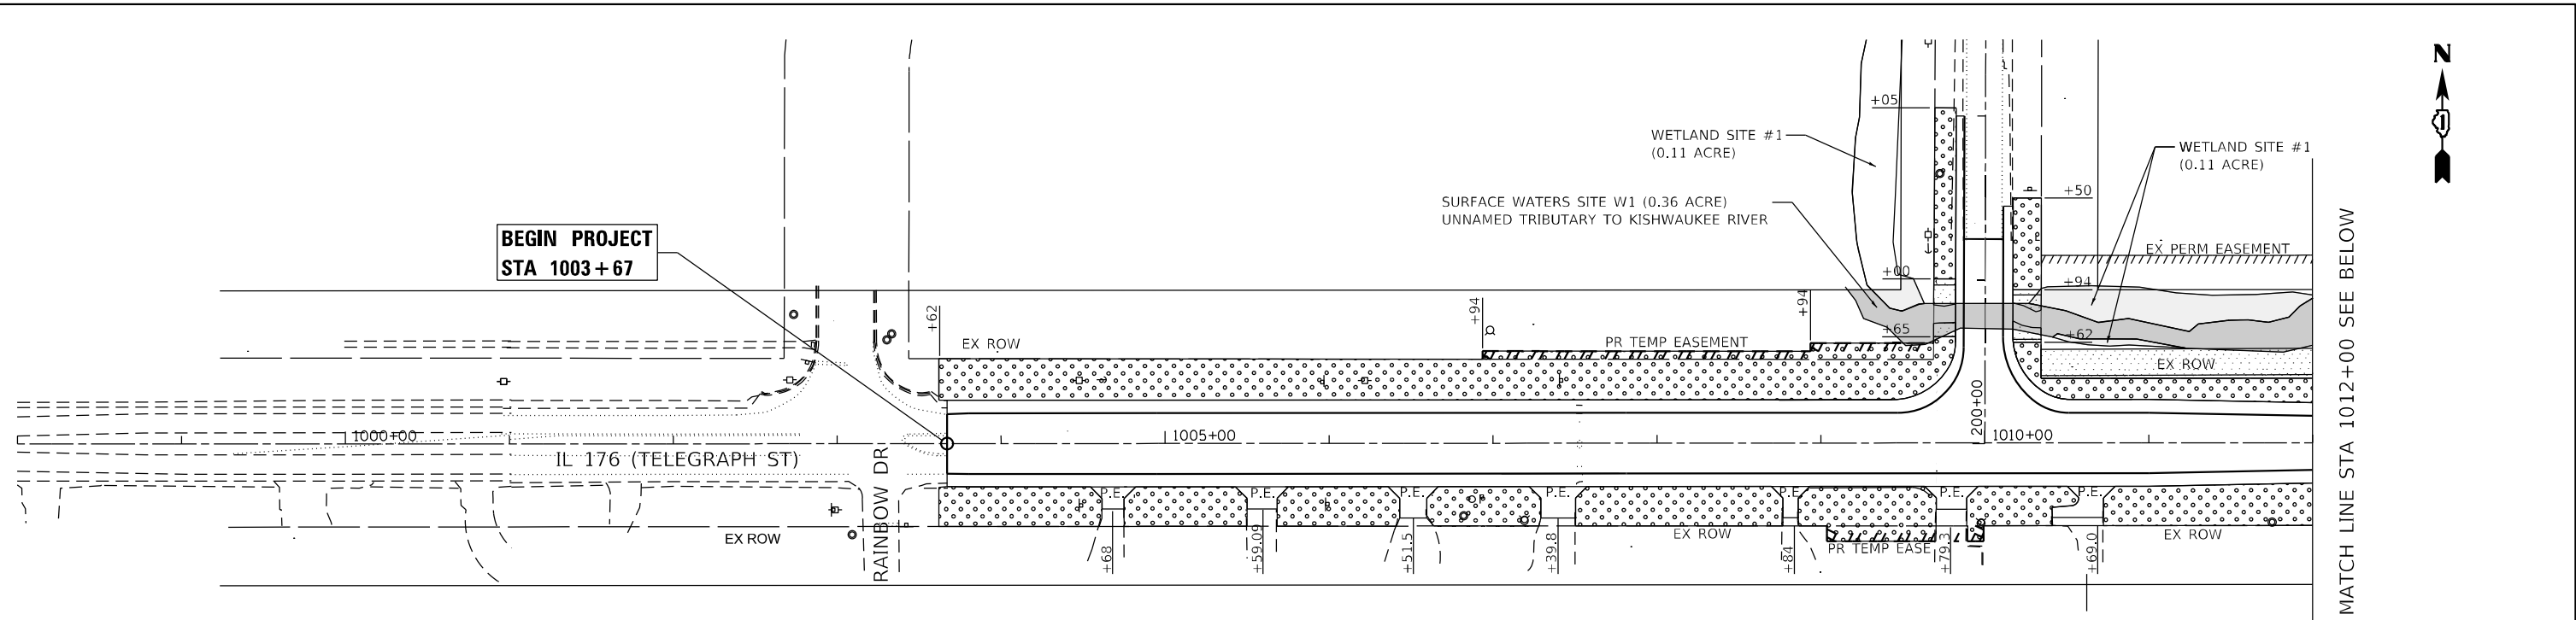 N
+05
WETLAND SITE #1
(0.11 ACRE)
WETLAND SITE #1
(0.11 ACRE)
+50
SURFACE WATERS SITE W1 (0.36 ACRE)
UNNAMED TRIBUTARY TO KISHWAUKEE RIVER
BEGIN PROJECT
STA 1003+67
EX PERM EASEMENT
+00
+94
+62
+94
+94
+65
+62
EX ROW
PR TEMP EASEMENT
EX ROW
MATCH LINE STA 1012+00 SEE BELOW
200+00
1000+00
1005+00
1010+00
IL 176 (TELEGRAPH ST)
RAINBOW DR
P.E.
P.E.
P.E.
P.E.
P.E.
P.E.
P.E.
OP
EX ROW
EX ROW
EX ROW
PR TEMP EASE
+68
+59.09
+51.5
+39.8
+84
+79.3
+69.0